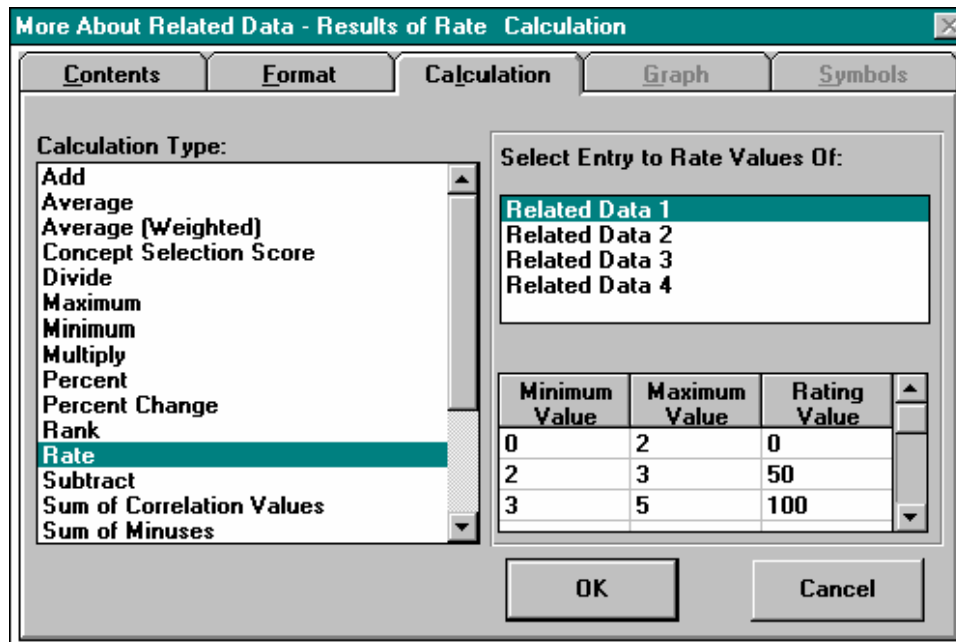 More About Related Data - Results of Rate  Calculation
Contents
Format
Calculation
Graph
Symbols
Calculation Type:
Add
Average
Average (Weighted)
Concept Selection Score
Divide
Maximum
Minimum
Multiply
Percent
Percent Change
Rank
Rate
Subtract
Sum of Correlation Values
Sum of Minuses
Select Entry to Rate Values Of:
Related Data 1
Related Data 2
Related Data 3
Related Data 4
Minimum Maximum Rating
Value Value Value
0 2 0
2 3 50
3 5 100
OK
Cancel